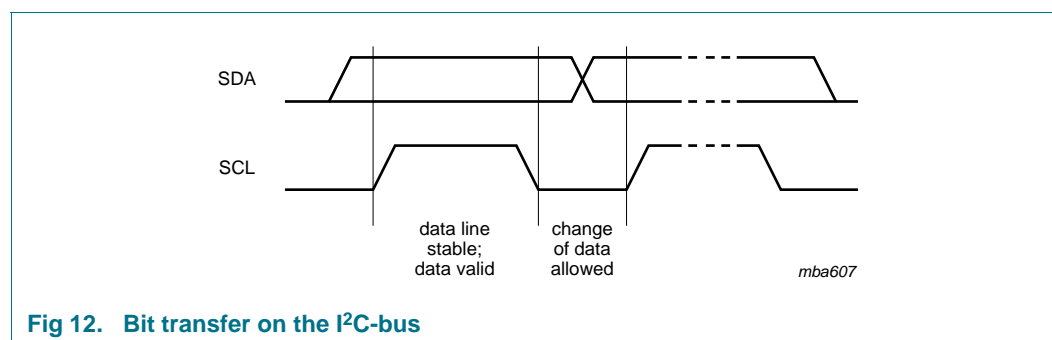 SDA
SCL
data line
stable;
data valid
change
of data
allowed
mba607
Fig 12. Bit transfer on the I²C-bus